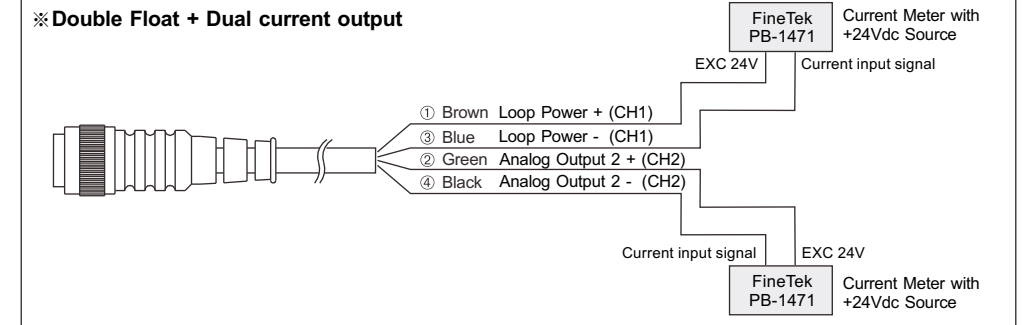 ※Double Float + Dual current output
FineTek
PB-1471
Current Meter with
+24Vdc Source
EXC 24V
Current input signal
① Brown Loop Power + (CH1)
③ Blue Loop Power - (CH1)
② Green Analog Output 2 + (CH2)
④ Black Analog Output 2 - (CH2)
Current input signal
EXC 24V
FineTek
PB-1471
Current Meter with
+24Vdc Source